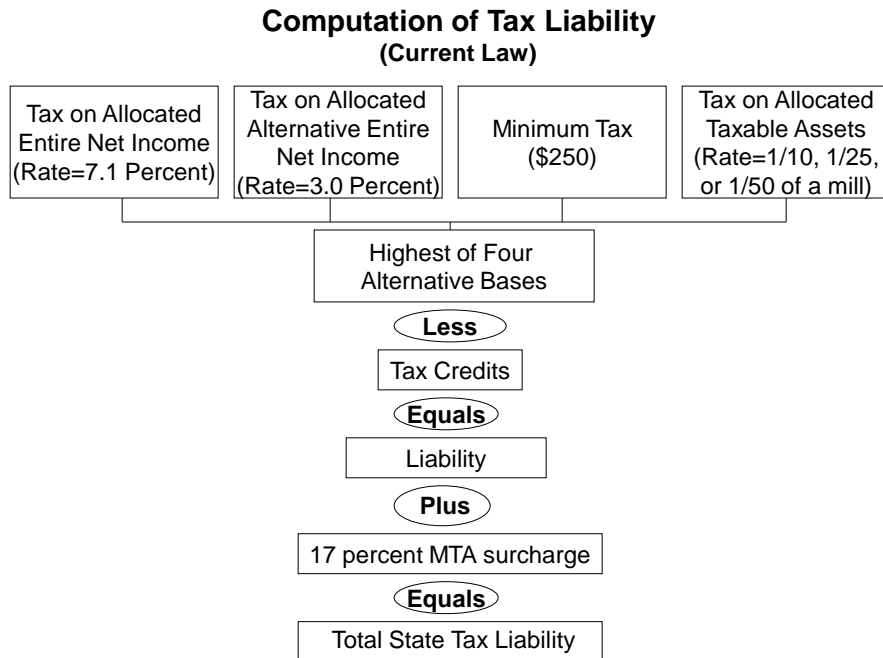 Computation of Tax Liability
(Current Law)
Tax on Allocated
Entire Net Income
(Rate=7.1 Percent)
Tax on Allocated
Alternative Entire
Net Income
(Rate=3.0 Percent)
Minimum Tax
($250)
Tax on Allocated
Taxable Assets
(Rate=1/10, 1/25,
or 1/50 of a mill)
Highest of Four
Alternative Bases
Less
Tax Credits
Equals
Liability
Plus
17 percent MTA surcharge
Equals
Total State Tax Liability